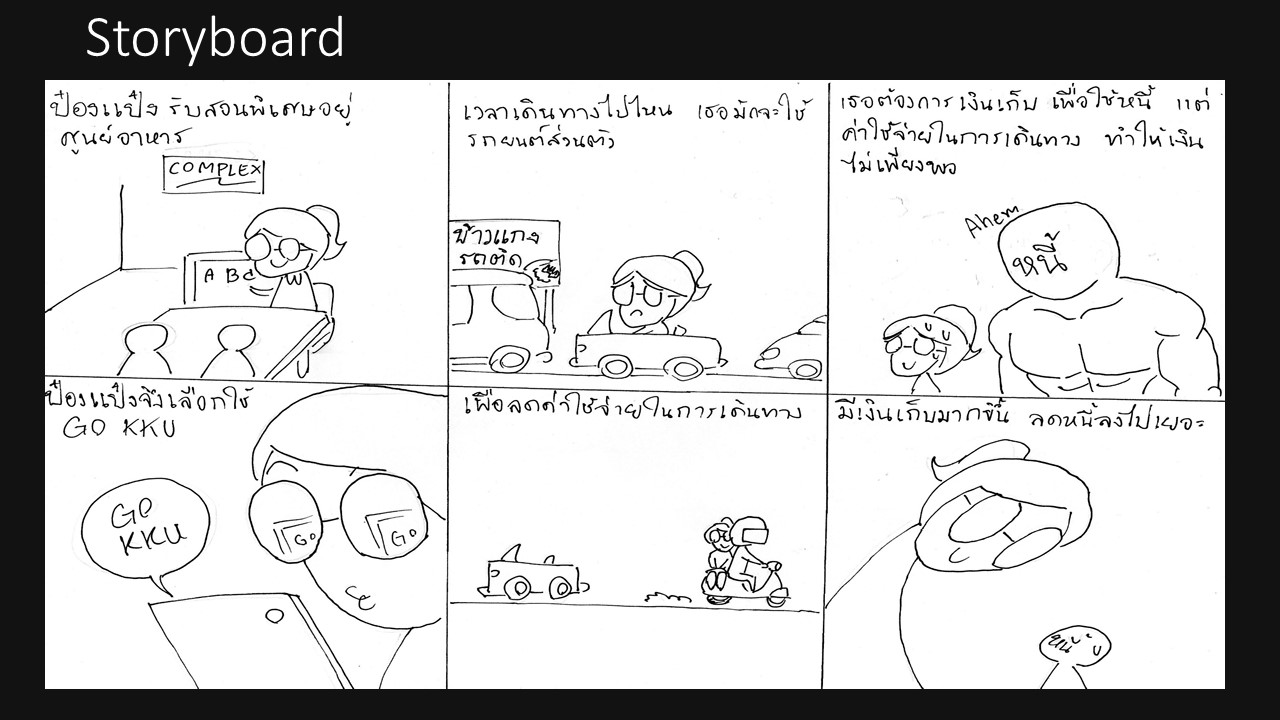 Storyboard
ป๋องแป๋ง รับสอนพิเศษอยู่
ศูนย์อาหาร
COMPLEX
A B C
เวลาเดินทางไปไหน เธอมักจะใช้
รถยนต์ส่วนตัว
ข้าวแกง
รถติด
เธอต้องการเงินเก็บ เพื่อใช้หนี้ แต่
ค่าใช้จ่ายในการเดินทาง ทำให้เงิน
ไม่เพียงพอ
Ahem
หนี้
ป๋องแป๋งจึงเลือกใช้
GO KKU
GO
KKU
GO
GO
เพื่อลดค่าใช้จ่ายในการเดินทาง
มีเงินเก็บมากขึ้น ลดหนี้ลงไปเยอะ
หนี้